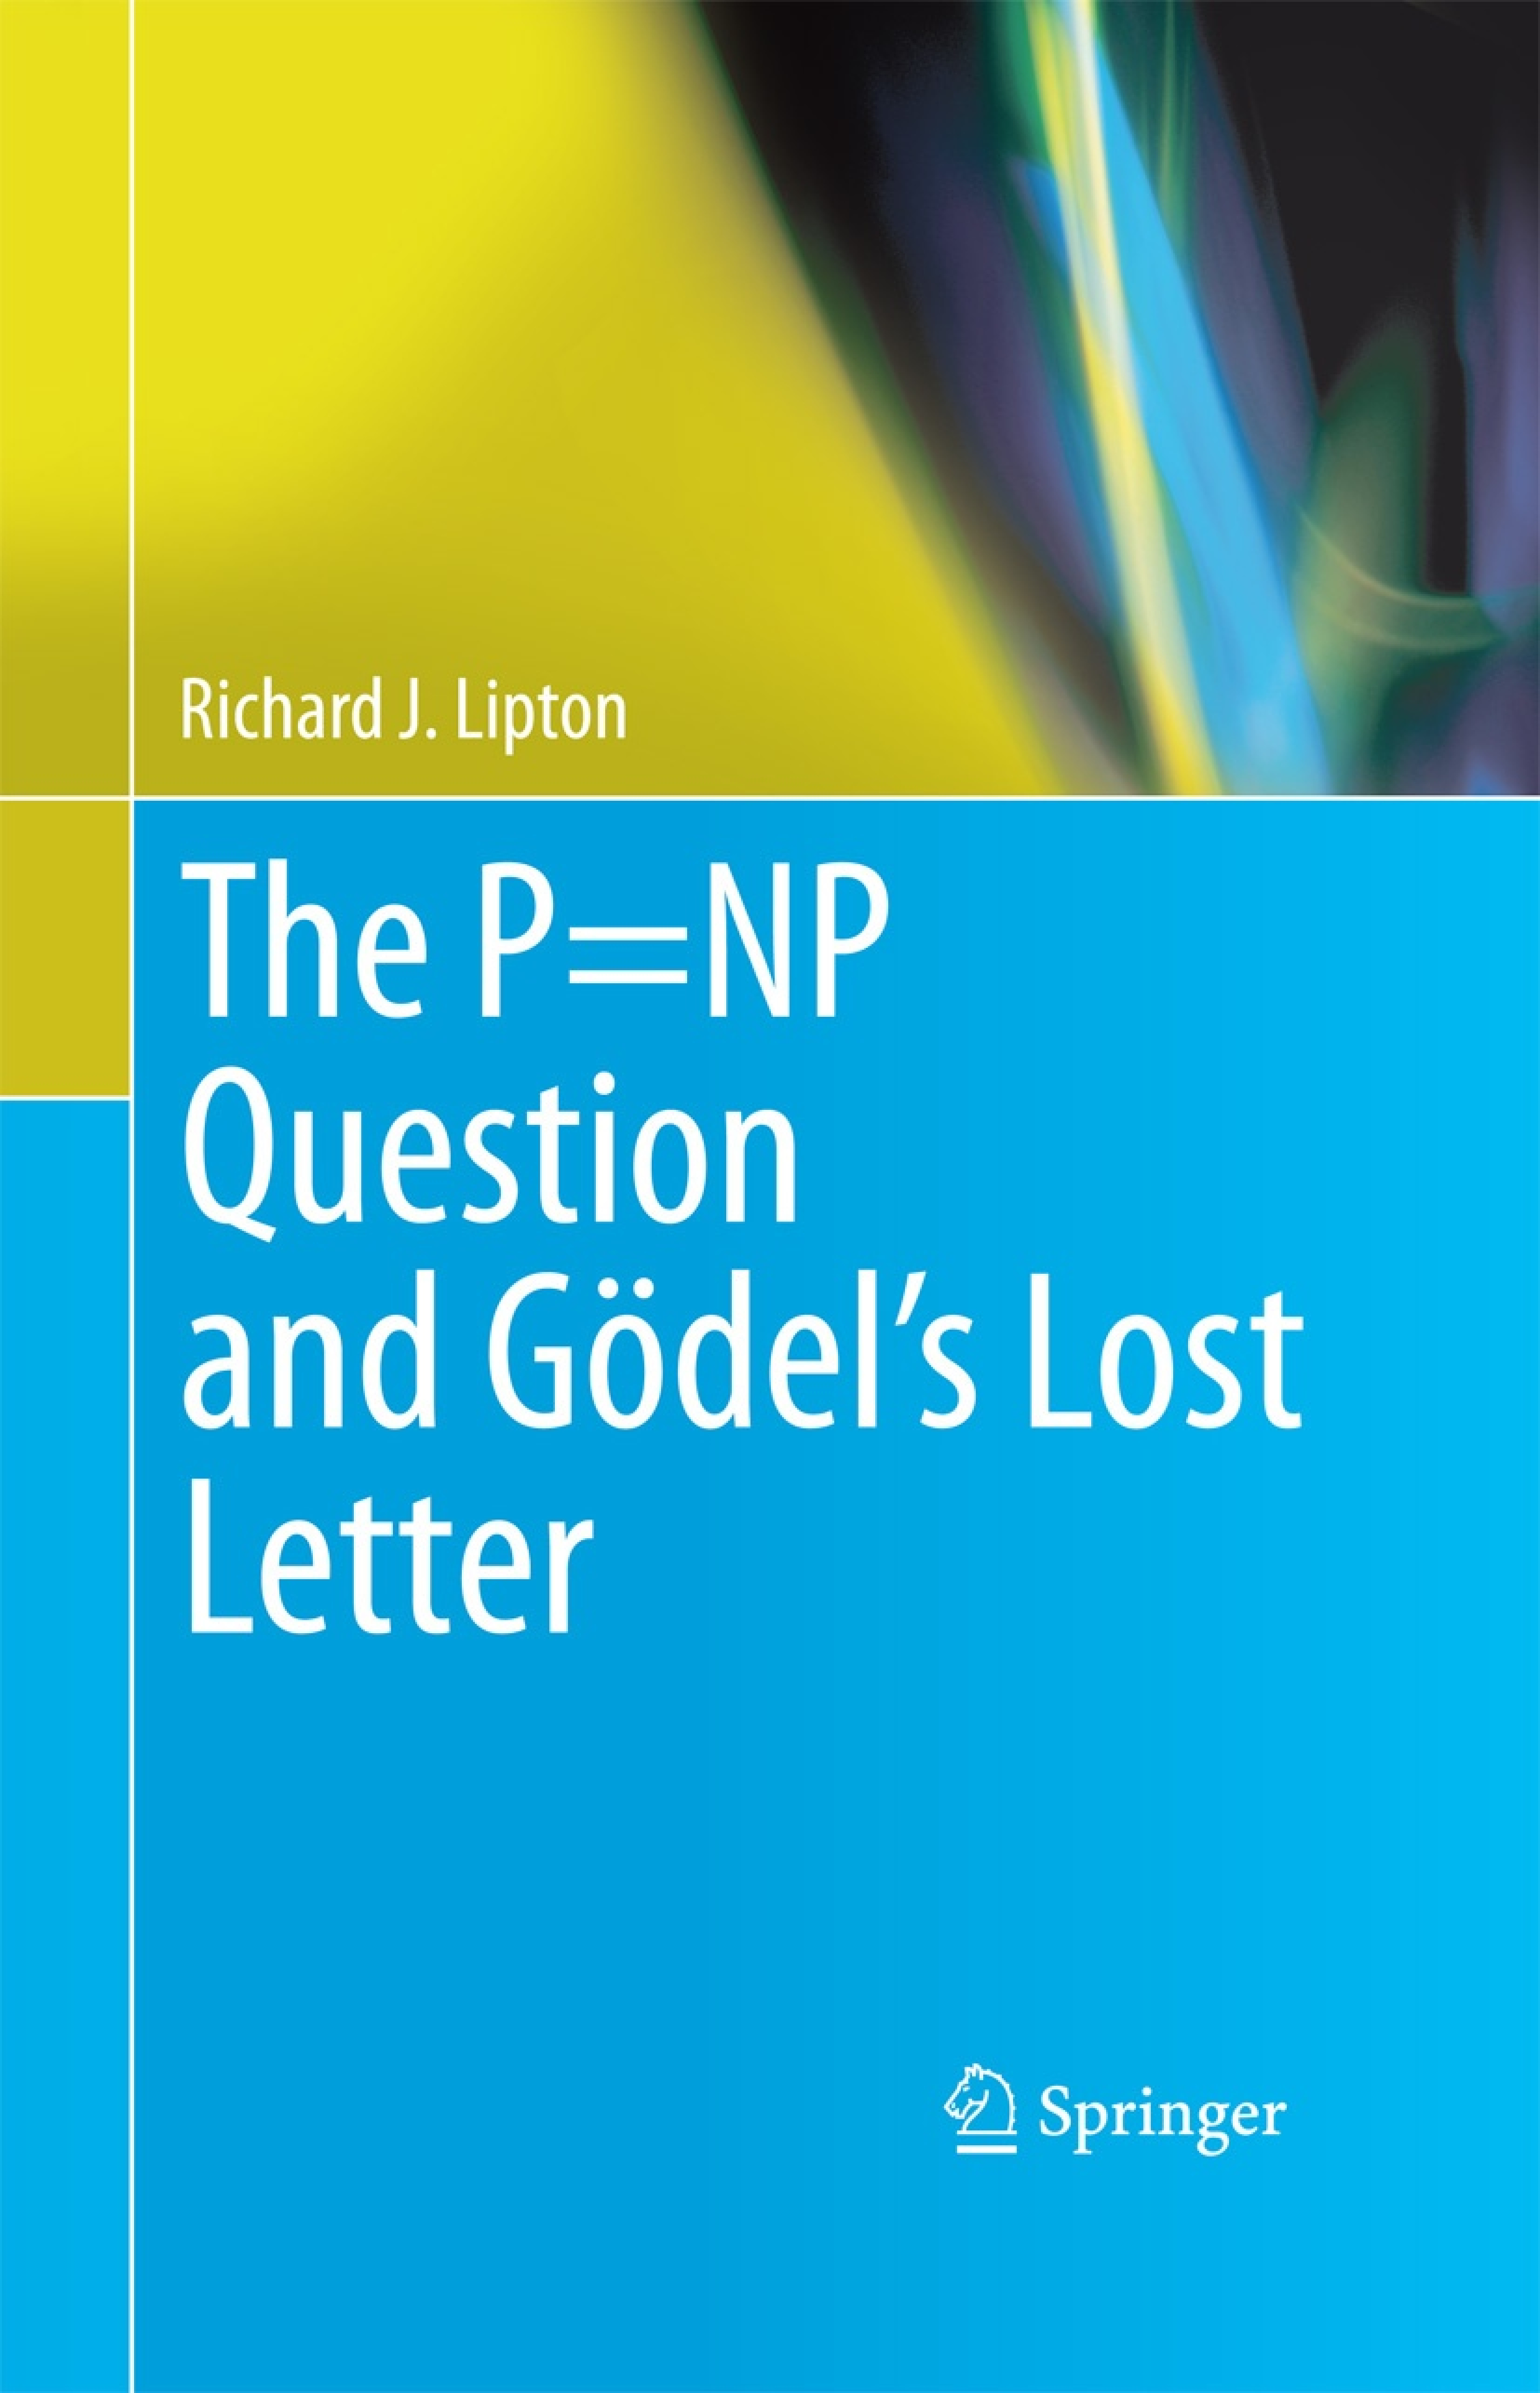 Richard J. Lipton
The P=NP
Question
and Gödel’s Lost
Letter
Springer